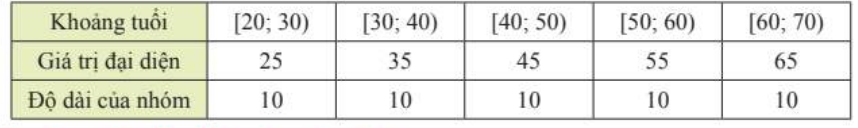 Khoảng tuổi [20; 30) [30; 40) [40; 50) [50; 60) [60; 70)
Giá trị đại diện 25 35 45 55 65
Độ dài của nhóm 10 10 10 10 10